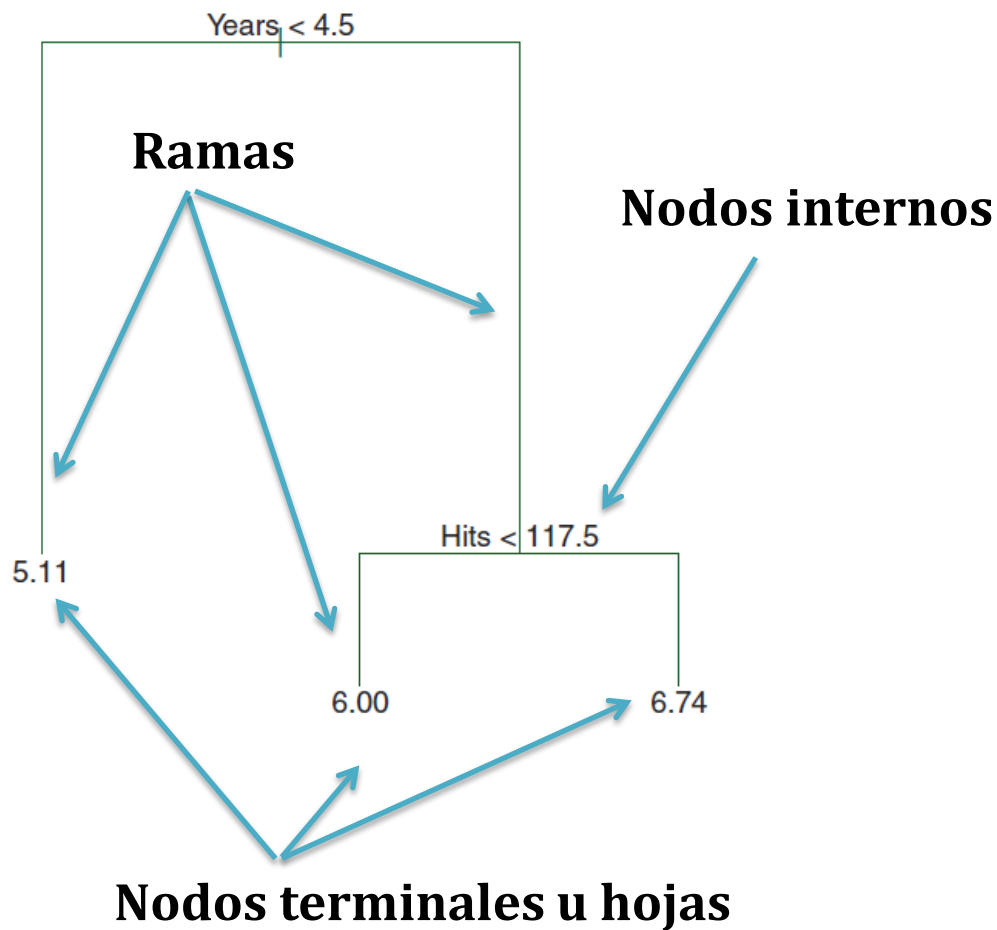 Years < 4.5
Ramas
Nodos internos
Hits < 117.5
5.11
6.00
6.74
Nodos terminales u hojas